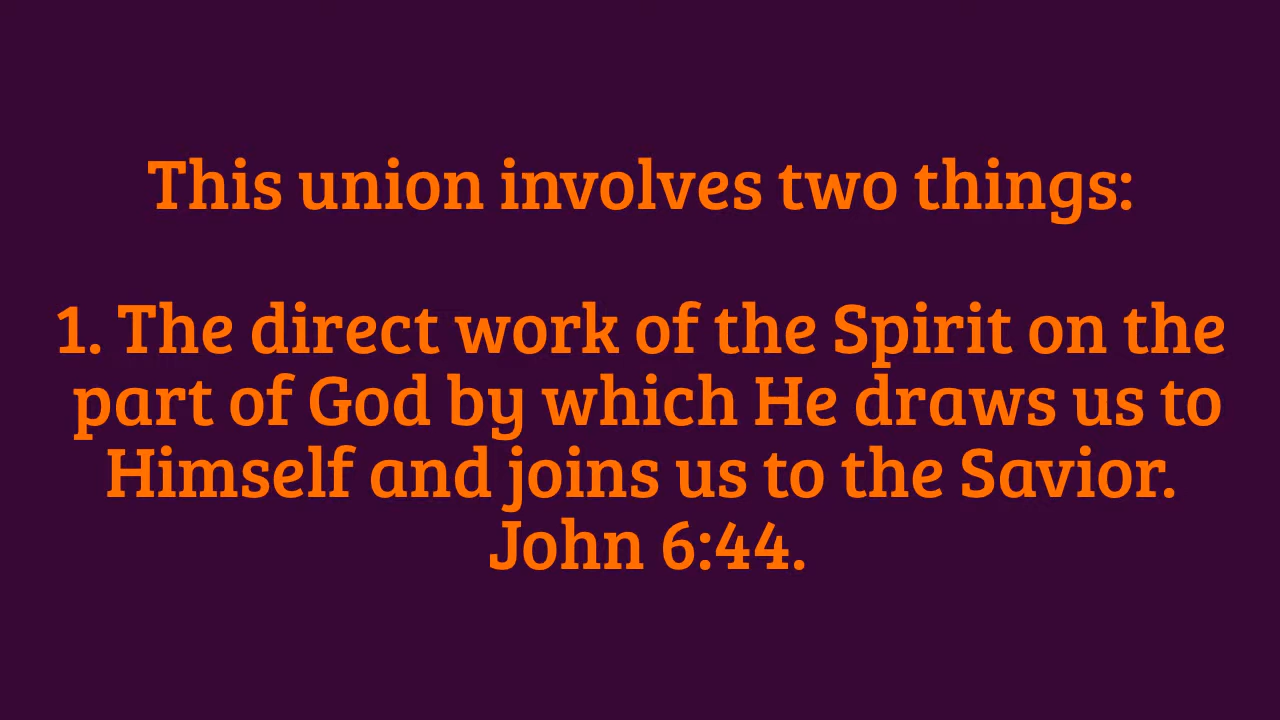 This union involves two things:
1. The direct work of the Spirit on the
part of God by which He draws us to
Himself and joins us to the Savior.
John 6:44.